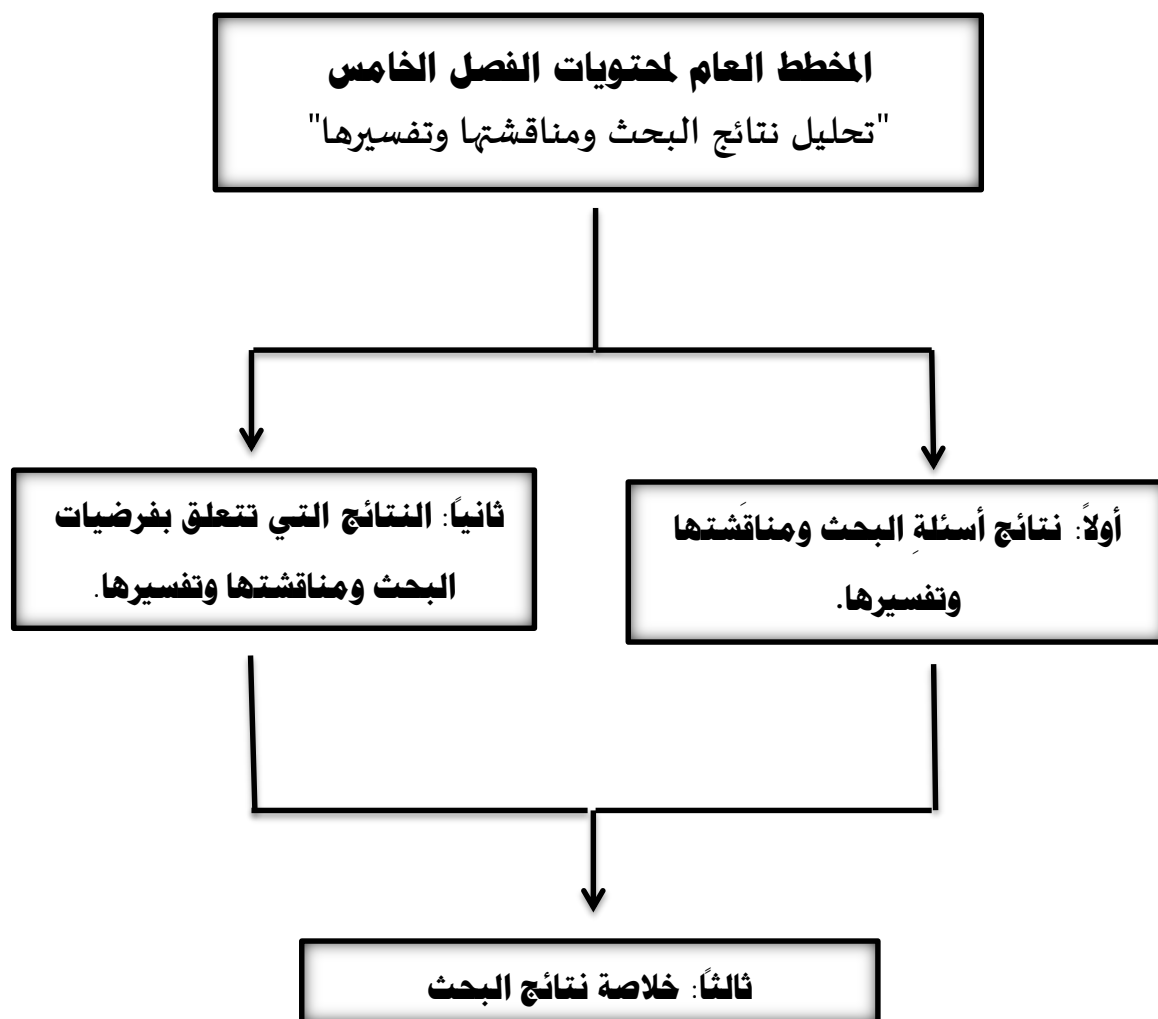 المخطط العام لمحتويات الفصل الخامس
"تحليل نتائج البحث ومناقشتها وتفسيرها"
أولاً: نتائج أسئلةِ البحث ومناقَشتها
وتفسيرها.
ثانياً: النتائج التي تتعلق بفرضيات
البحث ومناقشتها وتفسيرها.
ثالثاً: خلاصة نتائج البحث